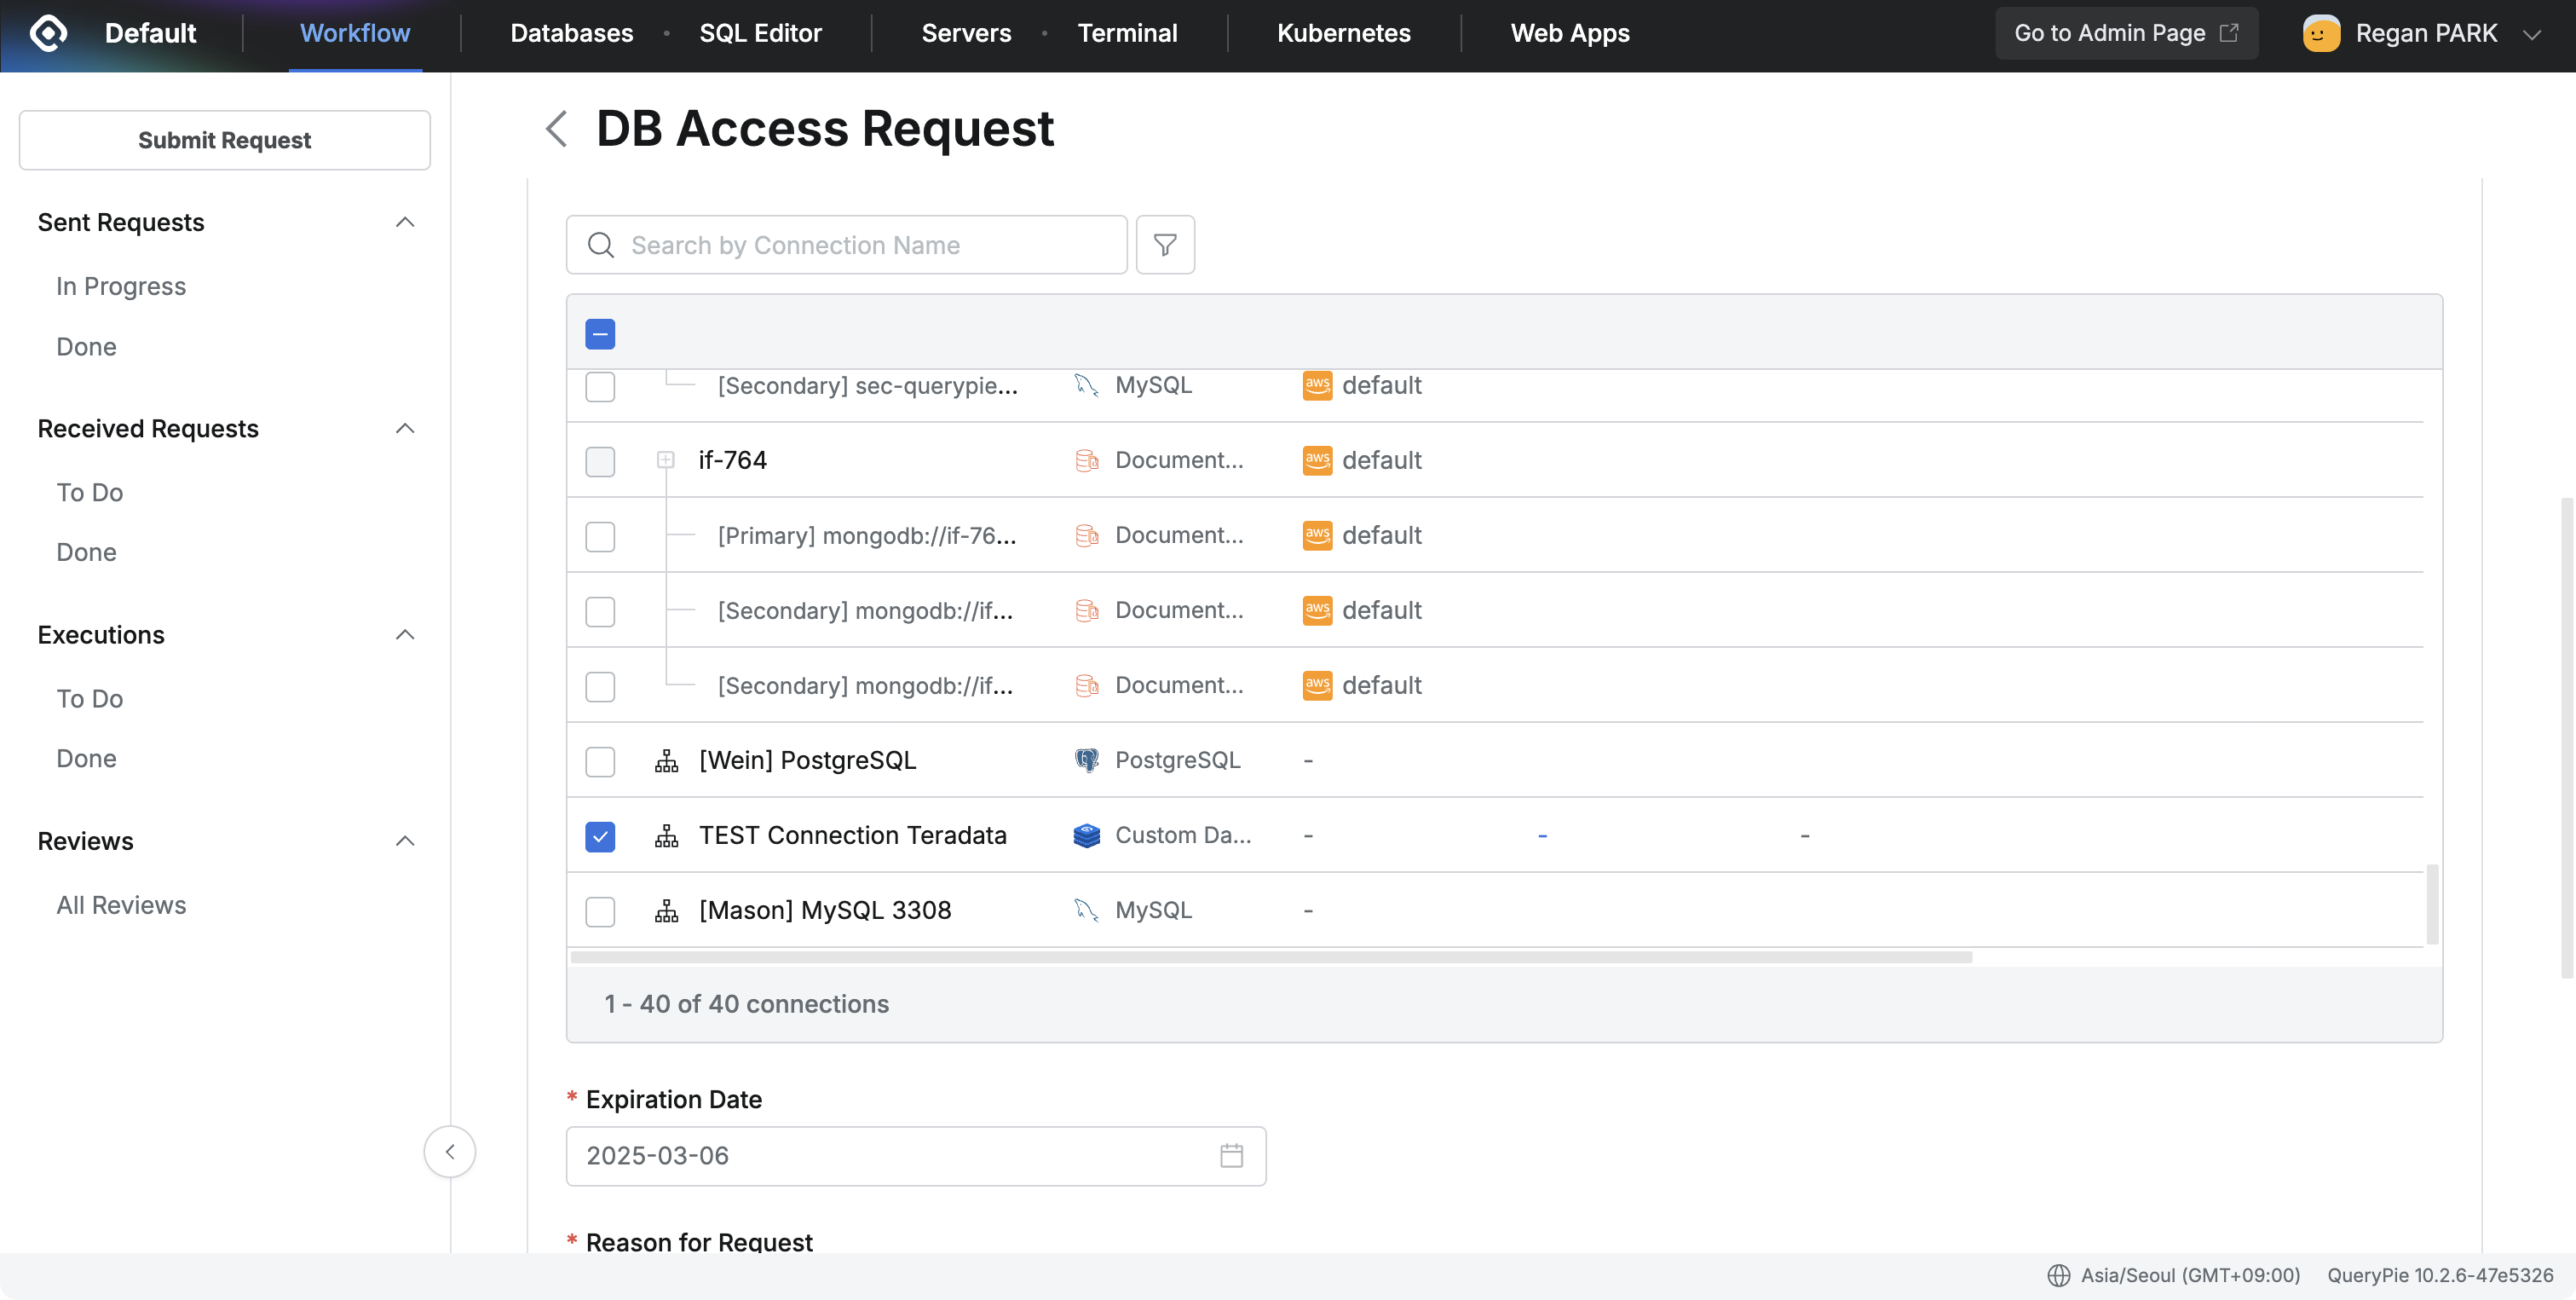 Default Workflow Databases • SQL Editor Servers • Terminal Kubernetes Web Apps Go to Admin Page Regan PARK
Submit Request
Sent Requests
In Progress
Done
Received Requests
To Do
Done
Executions
To Do
Done
Reviews
All Reviews
DB Access Request
Search by Connection Name
[Secondary] sec-querypie... MySQL aws default
if-764 Document... aws default
[Primary] mongodb://if-76... Document... aws default
[Secondary] mongodb://if... Document... aws default
[Secondary] mongodb://if... Document... aws default
[Wein] PostgreSQL PostgreSQL -
TEST Connection Teradata Custom Da... - - -
[Mason] MySQL 3308 MySQL -
1 - 40 of 40 connections
* Expiration Date
2025-03-06
* Reason for Request
Asia/Seoul (GMT+09:00) QueryPie 10.2.6-47e5326